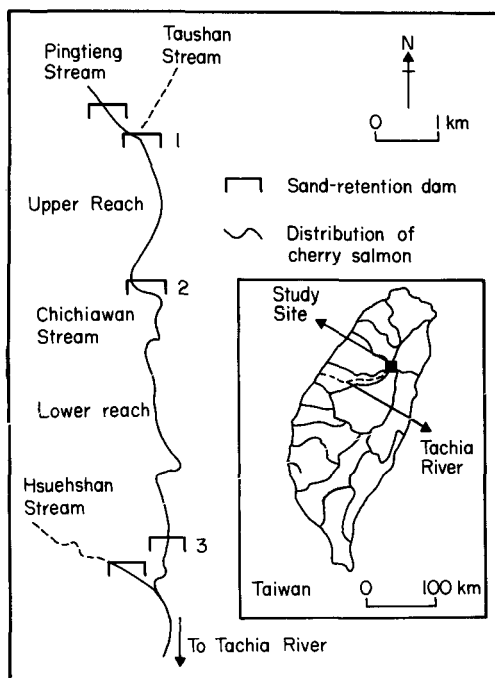 Taushan
Stream
Pingtieng
Stream
N
1
0 1 km
Upper Reach
Sand-retention dam
Distribution of
cherry salmon
2
Study
Site
Chichiawan
Stream
Lower reach
Tachia
River
Hsuehshan
Stream
3
Taiwan
0 100 km
To Tachia River